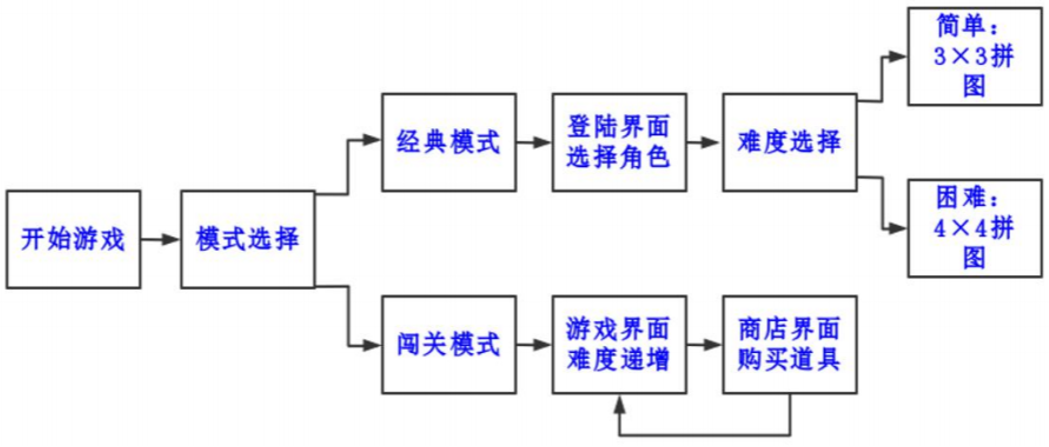 开始游戏
模式选择
经典模式
登陆界面
选择角色
难度选择
简单：
3×3拼
图
困难：
4×4拼
图
闯关模式
游戏界面
难度递增
商店界面
购买道具